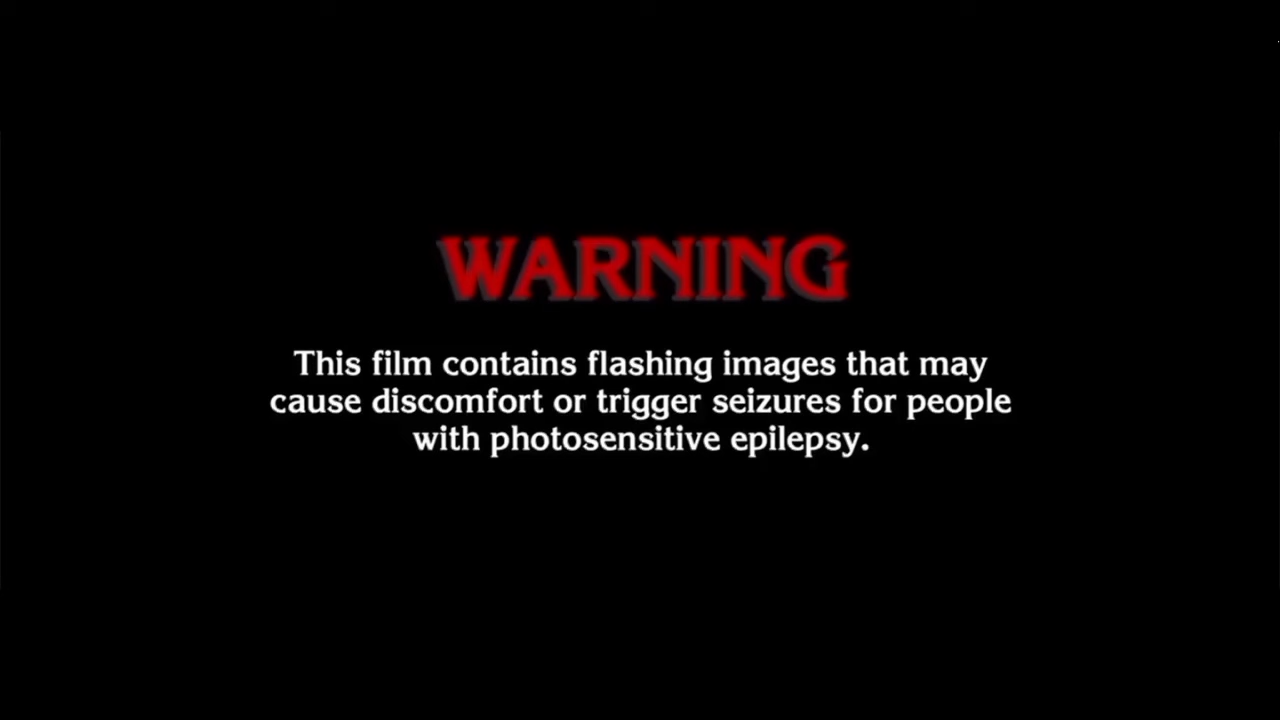 WARNING
This film contains flashing images that may
cause discomfort or trigger seizures for people
with photosensitive epilepsy.